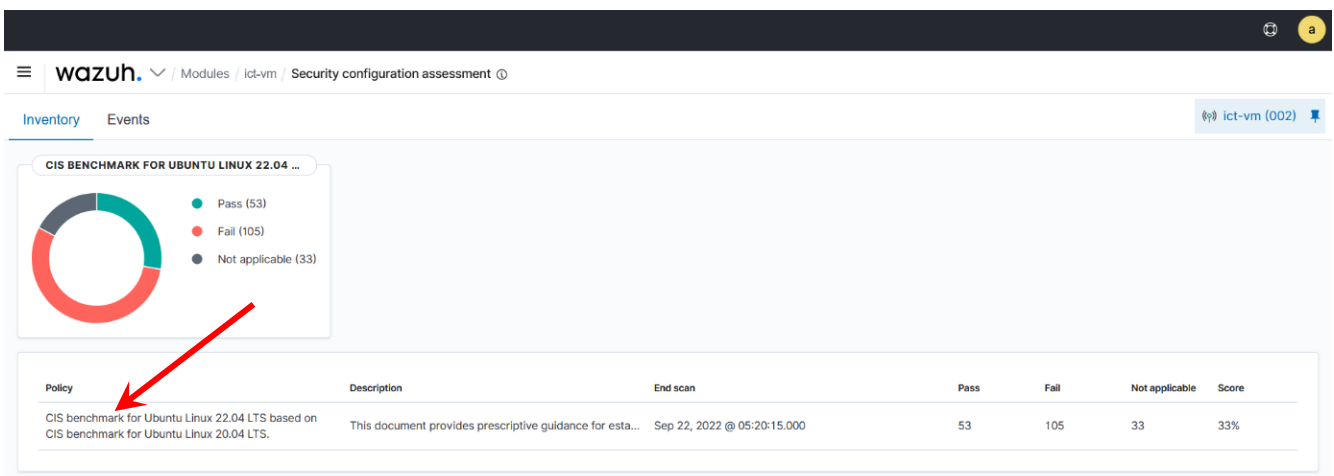 a
wazuh. / Modules / ict-vm / Security configuration assessment
Inventory Events ict-vm (002)
CIS BENCHMARK FOR UBUNTU LINUX 22.04 ...
Pass (53)
Fail (105)
Not applicable (33)
Policy Description End scan Pass Fail Not applicable Score
CIS benchmark for Ubuntu Linux 22.04 LTS based on
CIS benchmark for Ubuntu Linux 20.04 LTS.
This document provides prescriptive guidance for esta... Sep 22, 2022 @ 05:20:15.000 53 105 33 33%